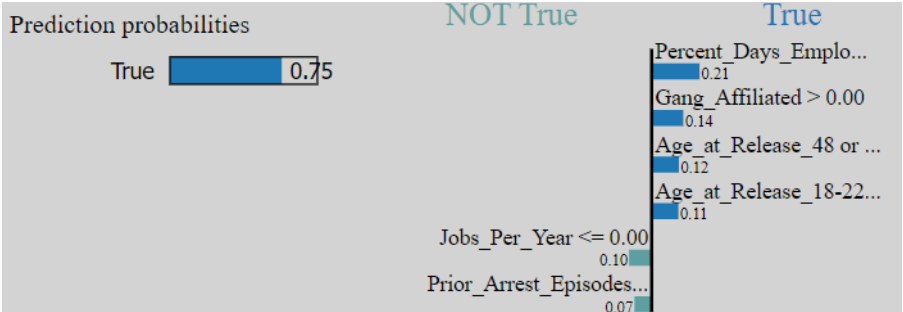 Prediction probabilities
True 0.75
NOT True True
Percent_Days_Emplo...
0.21
Gang_Affiliated > 0.00
0.14
Age_at_Release_48 or ...
0.12
Age_at_Release_18-22...
0.11
Jobs_Per_Year <= 0.00
0.10
Prior_Arrest_Episodes...
0.07